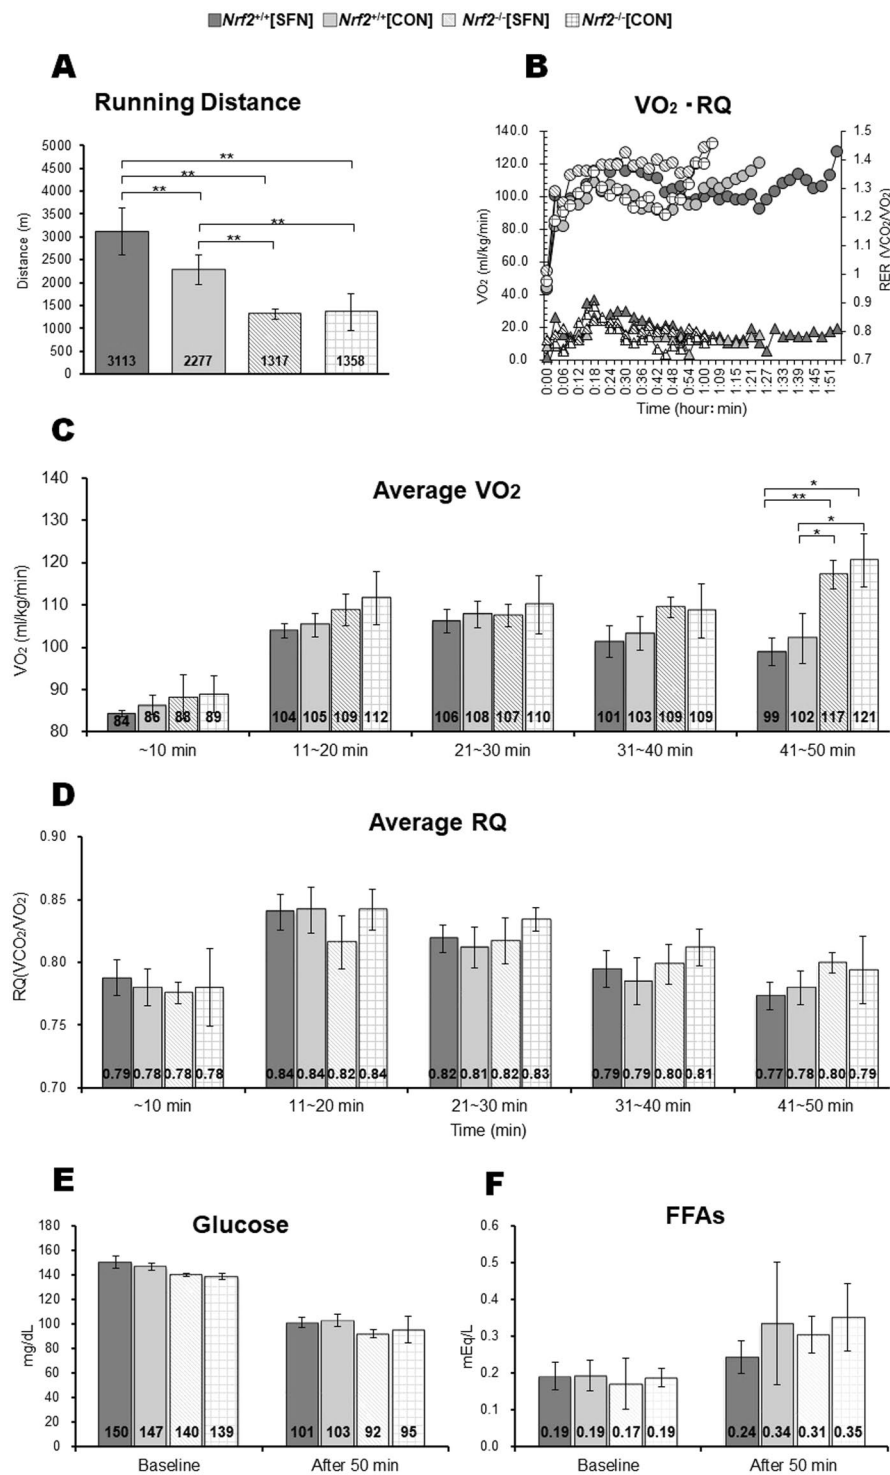 Nrf2+/+[SFN] Nrf2+/+[CON] Nrf2-/-[SFN] Nrf2-/-[CON]
A
Running Distance
Distance (m)
5000
4500
4000
3500
3000
2500
2000
1500
1000
500
0
**
**
**
**
**
3113 2277 1317 1358
B
VO2・RQ
VO2 (ml/kg/min)
140.0
120.0
100.0
80.0
60.0
40.0
20.0
0.0
1.5
1.4
1.3
1.2
1.1
1
0.9
0.8
0.7
RER (VCO2/VO2)
0:00 0:06 0:12 0:18 0:24 0:30 0:36 0:42 0:48 0:54 1:00 1:09 1:15 1:21 1:27 1:33 1:39 1:45 1:51
Time (hour: min)
C
Average VO2
VO2 (ml/kg/min)
140
130
120
110
100
90
80
*
**
*
*
84 86 88 89 104 105 109 112 106 108 107 110 101 103 109 109 99 102 117 121
~10 min 11~20 min 21~30 min 31~40 min 41~50 min
D
Average RQ
RQ(VCO2/VO2)
0.90
0.85
0.80
0.75
0.70
0.79 0.78 0.78 0.78 0.84 0.84 0.82 0.84 0.82 0.81 0.82 0.83 0.79 0.79 0.80 0.81 0.77 0.78 0.80 0.79
~10 min 11~20 min 21~30 min 31~40 min 41~50 min
Time (min)
E
Glucose
mg/dL
180
160
140
120
100
80
60
40
20
0
150 147 140 139 101 103 92 95
Baseline After 50 min
F
FFAs
mEq/L
0.6
0.5
0.4
0.3
0.2
0.1
0.0
0.19 0.19 0.17 0.19 0.24 0.34 0.31 0.35
Baseline After 50 min